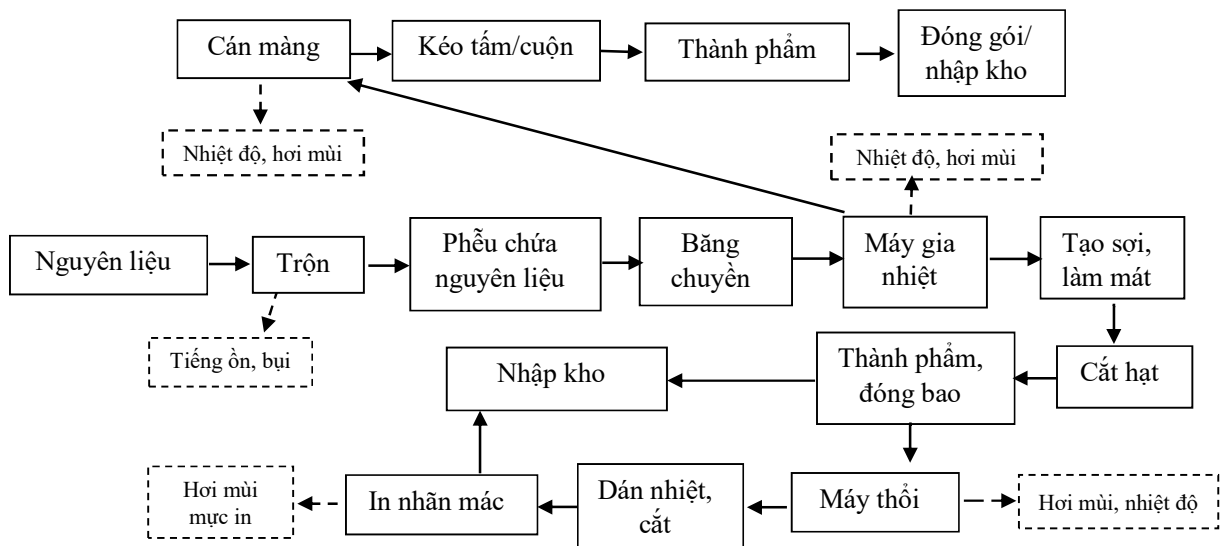 Cán màng
Kéo tấm/cuộn
Thành phẩm
Đóng gói/
nhập kho
Nhiệt độ, hơi mùi
Nhiệt độ, hơi mùi
Nguyên liệu
Trộn
Phễu chứa
nguyên liệu
Băng
chuyền
Máy gia
nhiệt
Tạo sợi,
làm mát
Tiếng ồn, bụi
Nhập kho
Thành phẩm,
đóng bao
Cắt hạt
Hơi mùi
mực in
In nhãn mác
Dán nhiệt,
cắt
Máy thổi
Hơi mùi, nhiệt độ